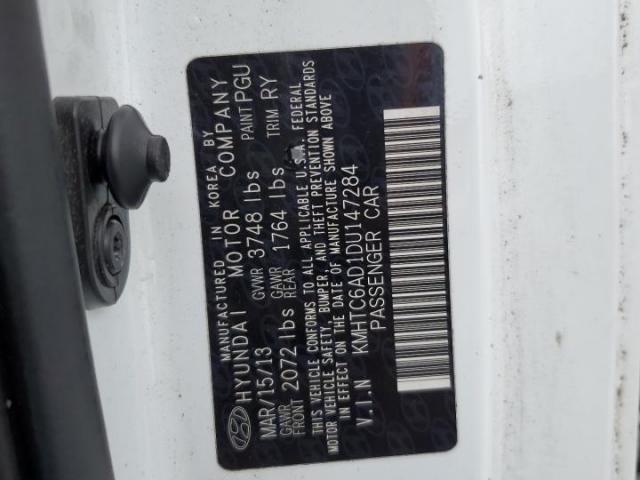 MANUFACTURED IN KOREA BY
HYUNDAI MOTOR COMPANY
MAR/15/13 GVWR 3748 lbs PAINT PGU
GAWR FRONT 2072 lbs GAWR REAR 1764 lbs TRIM RY
THIS VEHICLE CONFORMS TO ALL APPLICABLE U.S.A. FEDERAL
MOTOR VEHICLE SAFETY, BUMPER, AND THEFT PREVENTION STANDARDS
IN EFFECT ON THE DATE OF MANUFACTURE SHOWN ABOVE
V.I.N KMHTC6AD1DU147284
PASSENGER CAR